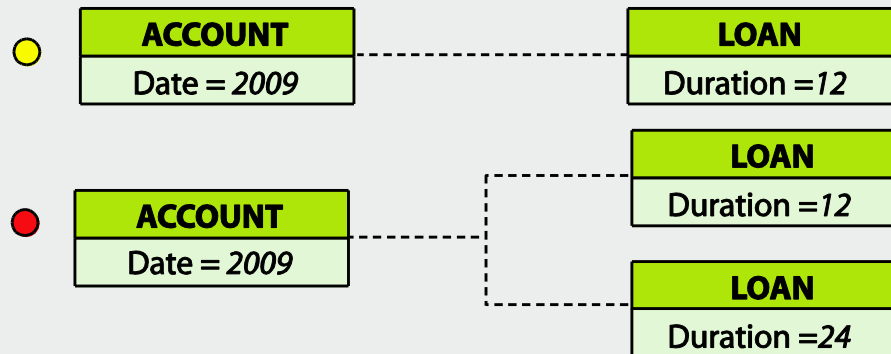 ACCOUNT
Date = 2009
LOAN
Duration =12
LOAN
Duration =12
ACCOUNT
Date = 2009
LOAN
Duration =24